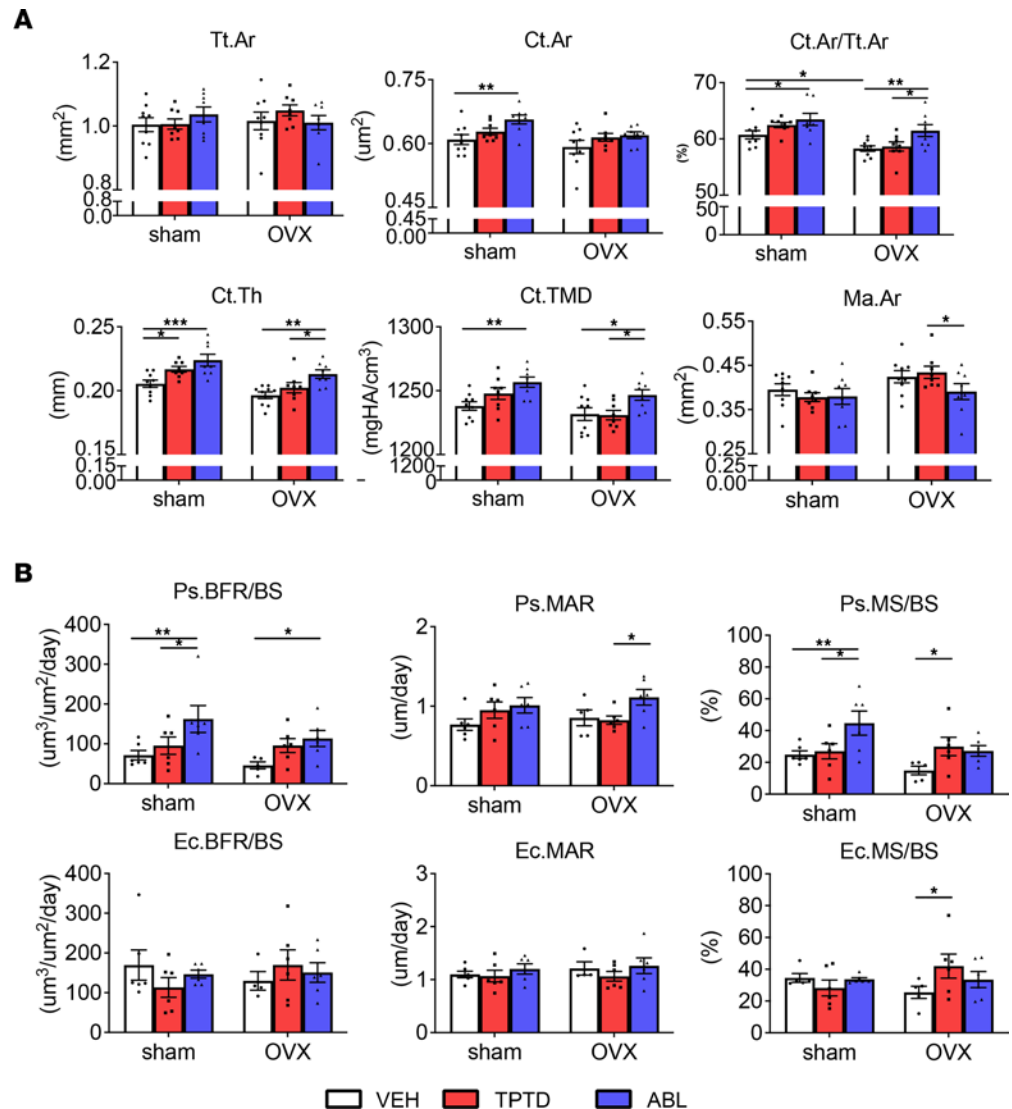 A
Tt.Ar
(mm²)
1.2
1.0
0.8
0.8
0.0
sham
OVX
Ct.Ar
(um²)
0.75
0.60
0.45
0.45
0.00
**
sham
OVX
Ct.Ar/Tt.Ar
(%)
70
60
50
50
0
*
*
**
*
sham
OVX
Ct.Th
(mm)
0.25
0.20
0.15
0.15
0.00
***
*
**
*
sham
OVX
Ct.TMD
(mgHA/cm³)
1300
1250
1200
1200
0
**
*
*
sham
OVX
Ma.Ar
(mm²)
0.55
0.45
0.35
0.25
0.25
0.00
*
sham
OVX
B
Ps.BFR/BS
(um³/um²/day)
400
300
200
100
0
**
*
*
sham
OVX
Ps.MAR
(um/day)
2
1
0
*
sham
OVX
Ps.MS/BS
(%)
100
80
60
40
20
0
**
*
*
sham
OVX
Ec.BFR/BS
(um³/um²/day)
400
300
200
100
0
sham
OVX
Ec.MAR
(um/day)
3
2
1
0
sham
OVX
Ec.MS/BS
(%)
100
80
60
40
20
0
*
sham
OVX
VEH
TPTD
ABL